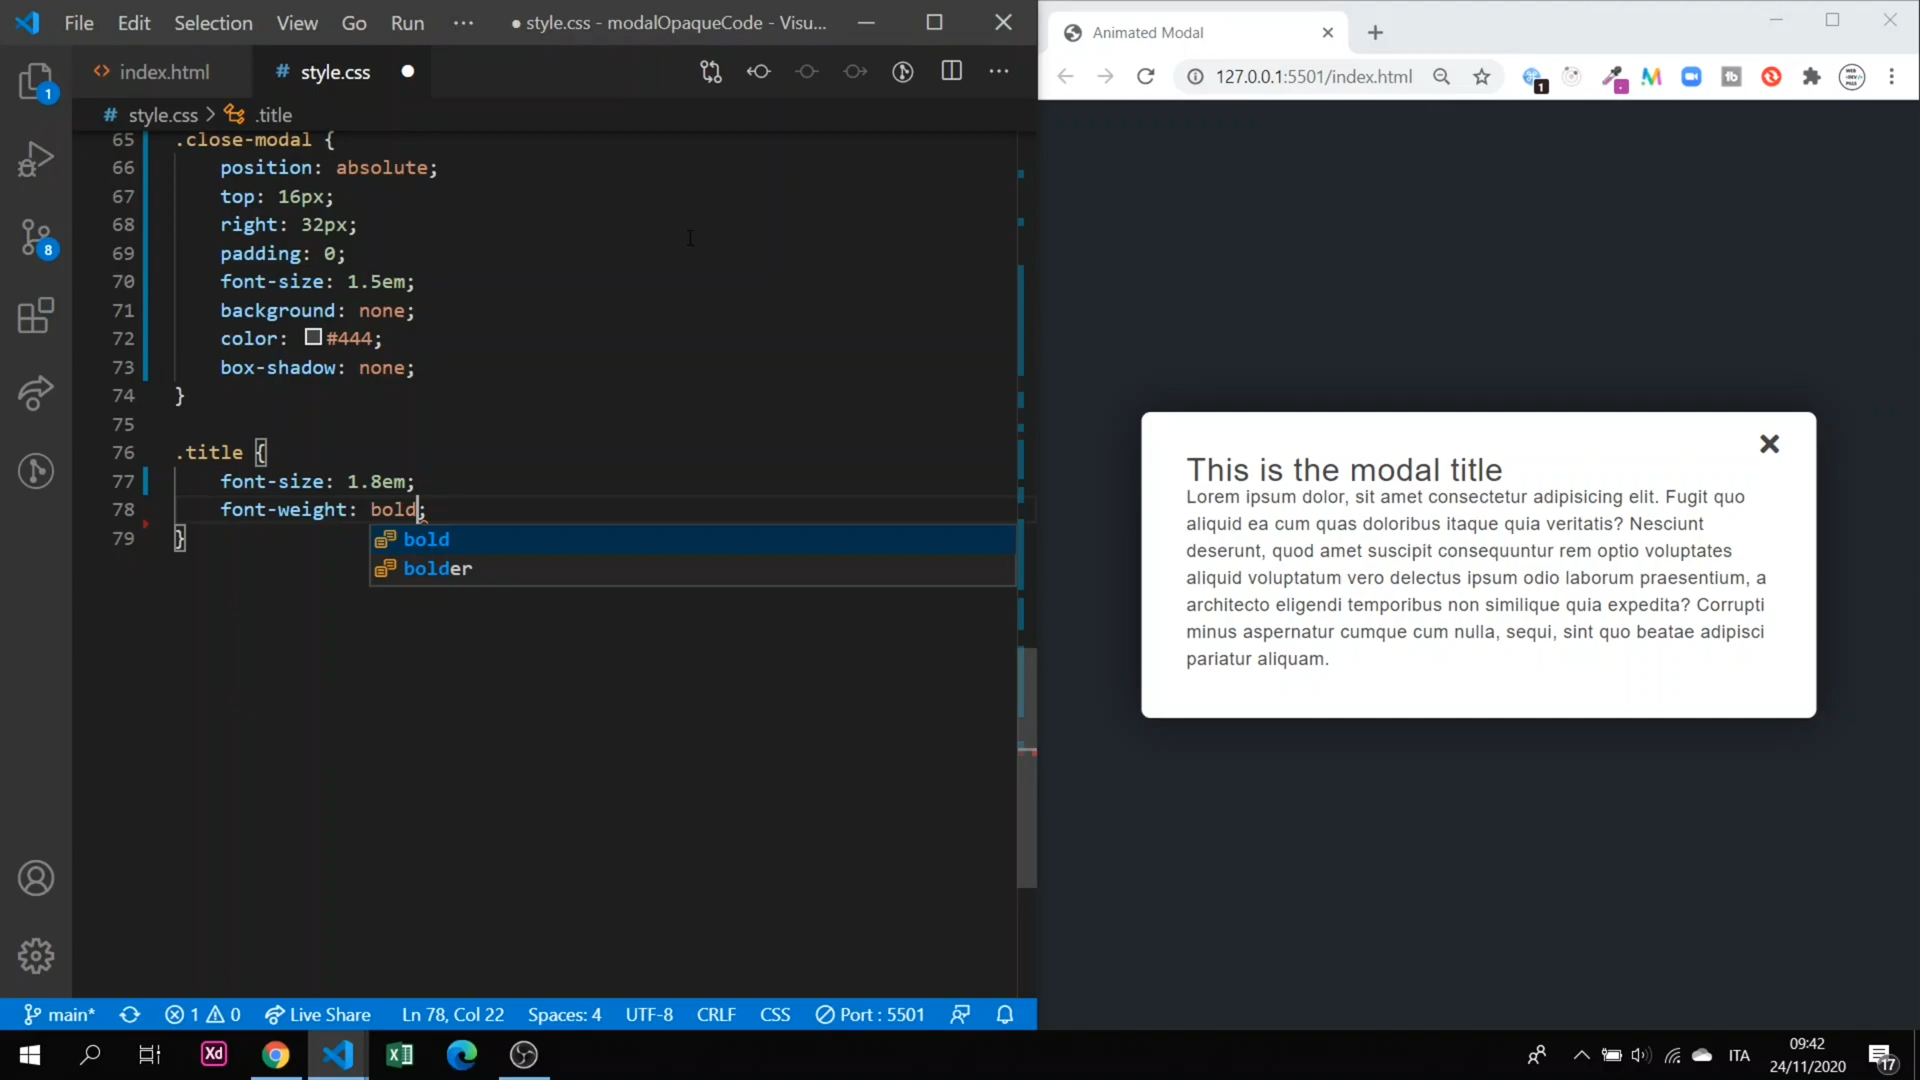 File Edit Selection View Go Run ··· ● style.css - modalOpaqueCode - Visu...
Animated Modal
index.html
# style.css
127.0.0.1:5501/index.html
1
# style.css > .title
65 .close-modal {
66 position: absolute;
67 top: 16px;
68 right: 32px;
69 padding: 0;
70 font-size: 1.5em;
71 background: none;
72 color: #444;
73 box-shadow: none;
74 }
75
76 .title {
77 font-size: 1.8em;
78 font-weight: bold;
79 }
bold
bolder
1
8
This is the modal title
Lorem ipsum dolor, sit amet consectetur adipisicing elit. Fugit quo
aliquid ea cum quas doloribus itaque quia veritatis? Nesciunt
deserunt, quod amet suscipit consequuntur rem optio voluptates
aliquid voluptatum vero delectus ipsum odio laborum praesentium, a
architecto eligendi temporibus non similique quia expedita? Corrupti
minus aspernatur cumque cum nulla, sequi, sint quo beatae adipisci
pariatur aliquam.
main* 1 0 Live Share Ln 78, Col 22 Spaces: 4 UTF-8 CRLF CSS Port : 5501
Xd
ITA
09:42
24/11/2020
17